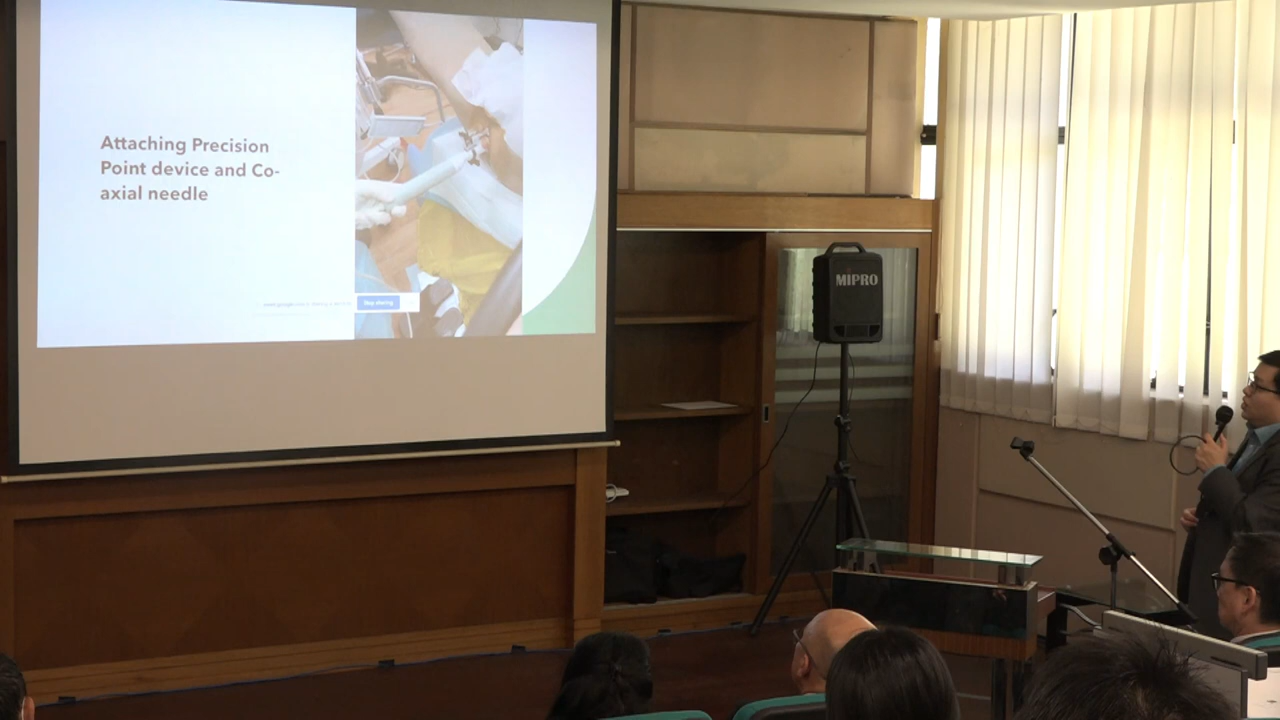 Attaching Precision
Point device and Co-
axial needle
Stop sharing
MIPRO